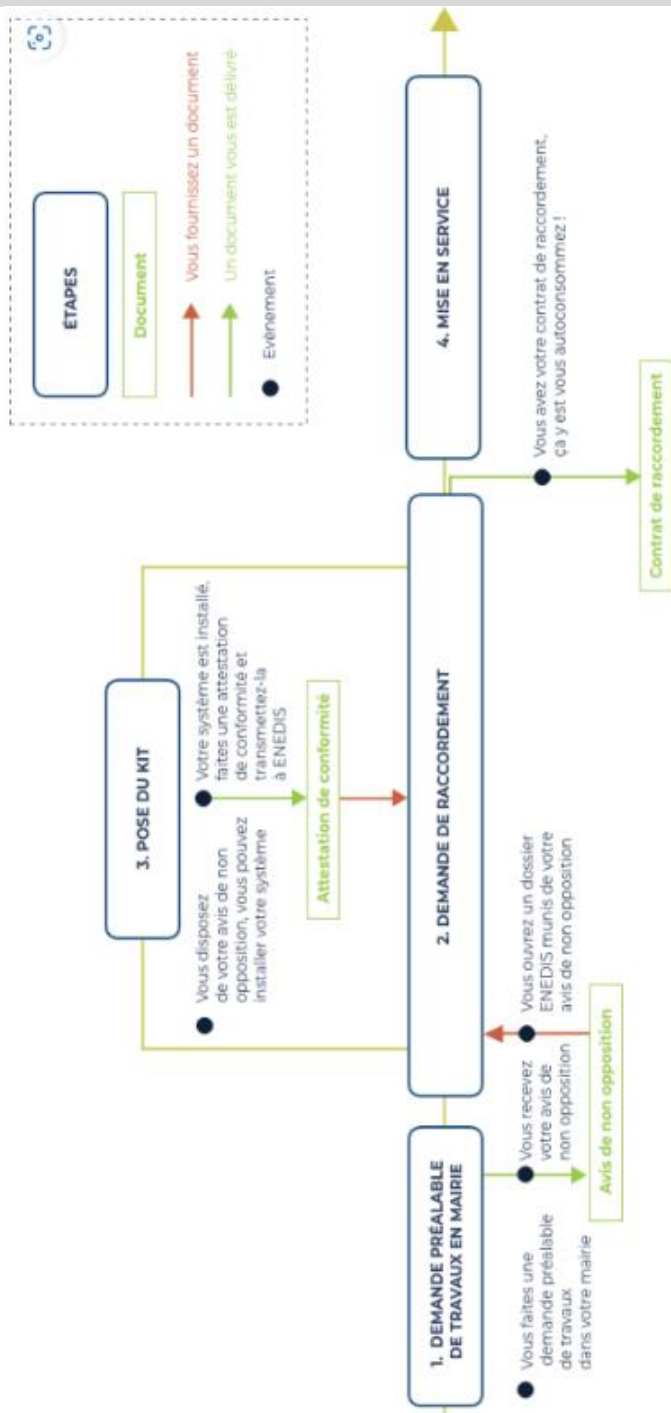 ÉTAPES
Document
Vous fournissez un document
Un document vous est délivré
Evènement
3. POSE DU KIT
Vous disposez
de votre avis de non
opposition, vous pouvez
installer votre système
Votre système est installé,
faites une attestation
de conformité et
transmettez-la
à ENEDIS
Attestation de conformité
1. DEMANDE PRÉALABLE
DE TRAVAUX EN MAIRIE
2. DEMANDE DE RACCORDEMENT
4. MISE EN SERVICE
Vous faites une
demande préalable
de travaux
dans votre mairie
Vous recevez
votre avis de
non opposition
Vous ouvrez un dossier
ENEDIS munis de votre
avis de non opposition
Vous avez votre contrat de raccordement,
ça y est vous autoconsommez !
Avis de non opposition
Contrat de raccordement